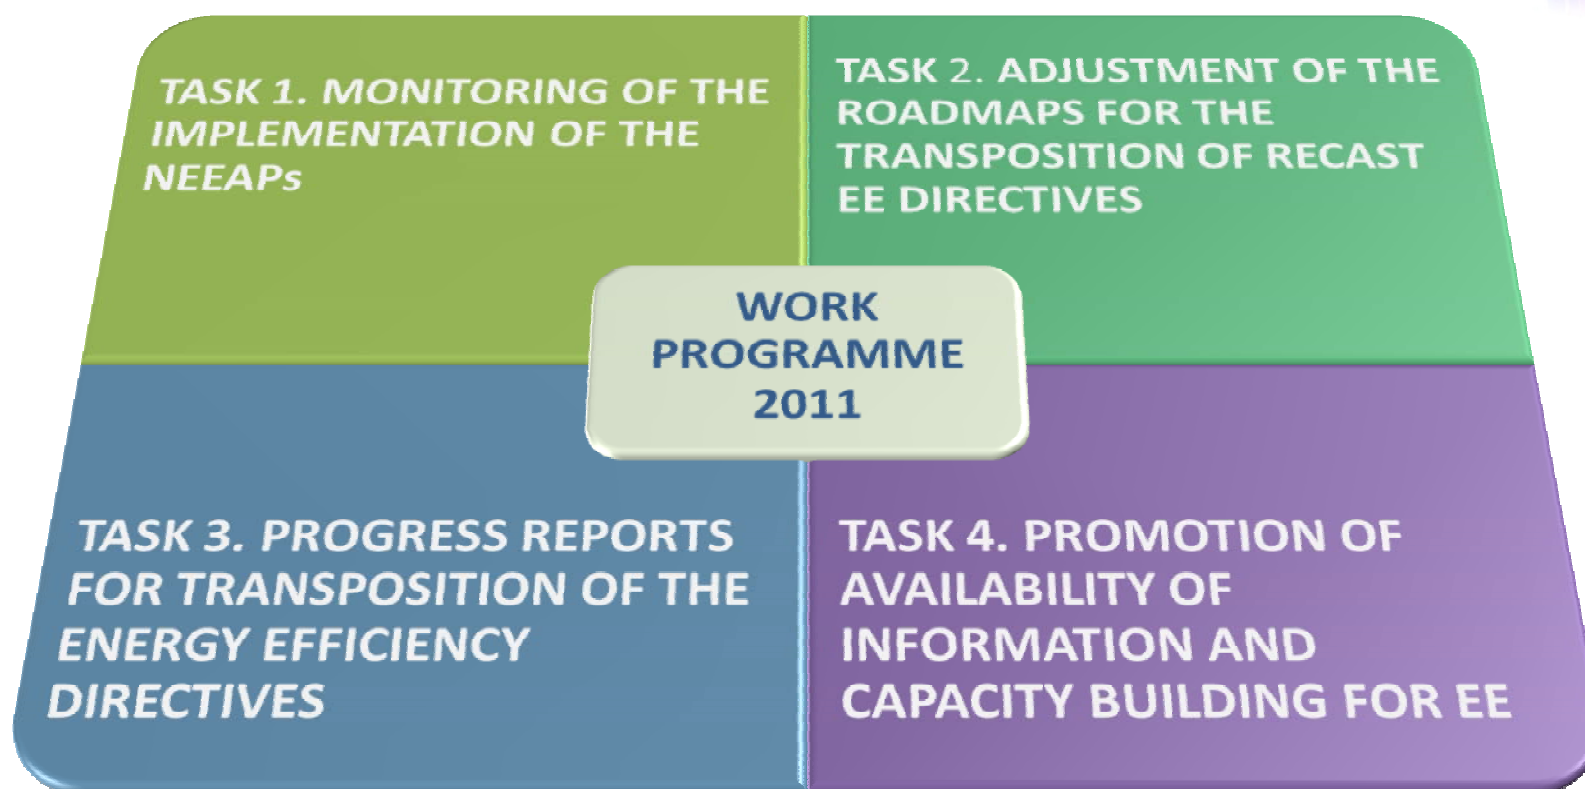 TASK 1. MONITORING OF THE
IMPLEMENTATION OF THE
NEEAPs
TASK 2. ADJUSTMENT OF THE
ROADMAPS FOR THE
TRANSPOSITION OF RECAST
EE DIRECTIVES
WORK
PROGRAMME
2011
TASK 3. PROGRESS REPORTS
FOR TRANSPOSITION OF THE
ENERGY EFFICIENCY
DIRECTIVES
TASK 4. PROMOTION OF
AVAILABILITY OF
INFORMATION AND
CAPACITY BUILDING FOR EE